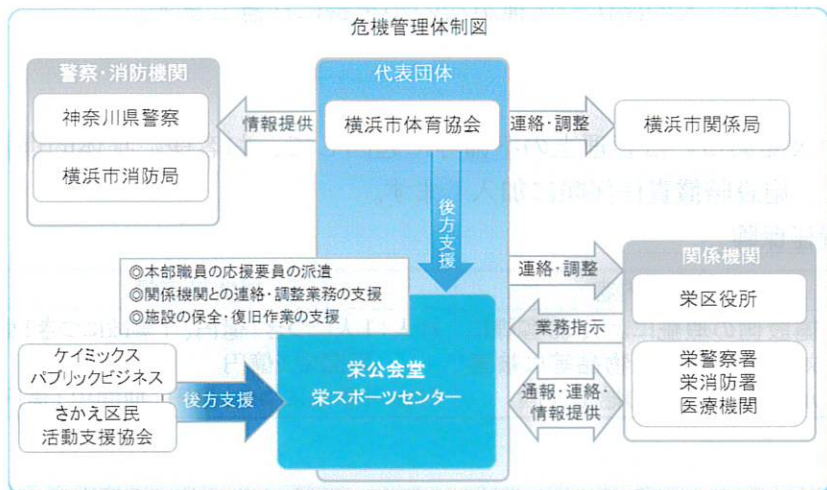 危機管理体制図
警察・消防機関
神奈川県警察
横浜市消防局
情報提供
代表団体
横浜市体育協会
連絡・調整
横浜市関係局
後方支援
◎本部職員の応援要員の派遣
◎関係機関との連絡・調整業務の支援
◎施設の保全・復旧作業の支援
連絡・調整
関係機関
栄区役所
業務指示
栄警察署
栄消防署
医療機関
通報・連絡・
情報提供
ケイミックス
パブリックビジネス
さかえ区民
活動支援協会
後方支援
栄公会堂
栄スポーツセンター